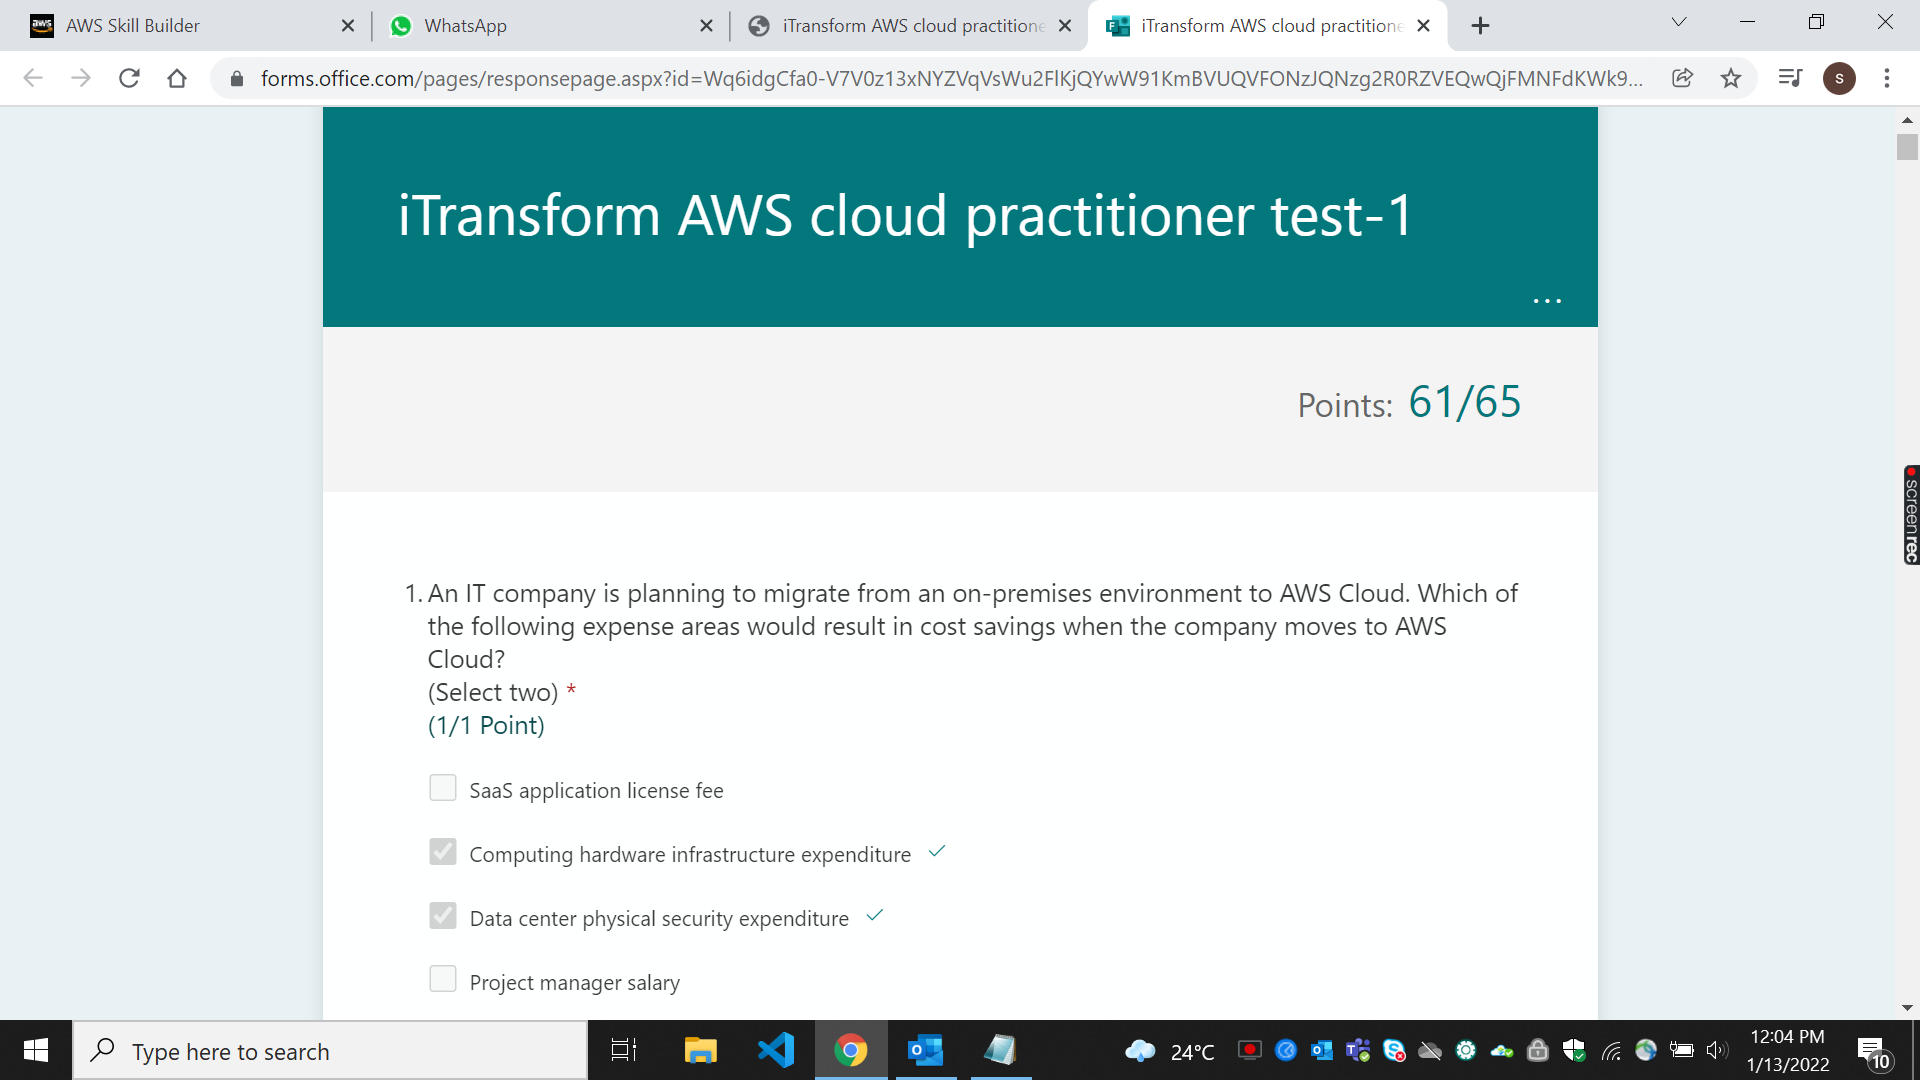 AWS Skill Builder
WhatsApp
iTransform AWS cloud practitione
iTransform AWS cloud practitione
forms.office.com/pages/responsepage.aspx?id=Wq6idgCfa0-V7V0z13xNYZVqVsWu2FlKjQYwW91KmBVUQVFONzJQNzg2R0RZVEQwQjFMNFdKWk9...
S
iTransform AWS cloud practitioner test-1
...
Points: 61/65
1. An IT company is planning to migrate from an on-premises environment to AWS Cloud. Which of
the following expense areas would result in cost savings when the company moves to AWS
Cloud?
(Select two) *
(1/1 Point)
SaaS application license fee
Computing hardware infrastructure expenditure
Data center physical security expenditure
Project manager salary
screenrec
Type here to search
24°C
12:04 PM
1/13/2022
10